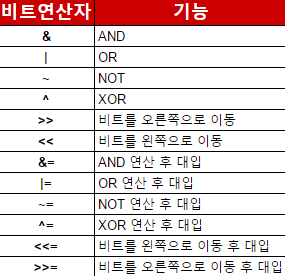 비트연산자 기능
& AND
| OR
~ NOT
^ XOR
>> 비트를 오른쪽으로 이동
<< 비트를 왼쪽으로 이동
&= AND 연산 후 대입
|= OR 연산 후 대입
~= NOT 연산 후 대입
^= XOR 연산 후 대입
<<= 비트를 왼쪽으로 이동 후 대입
>>= 비트를 오른쪽으로 이동 후 대입